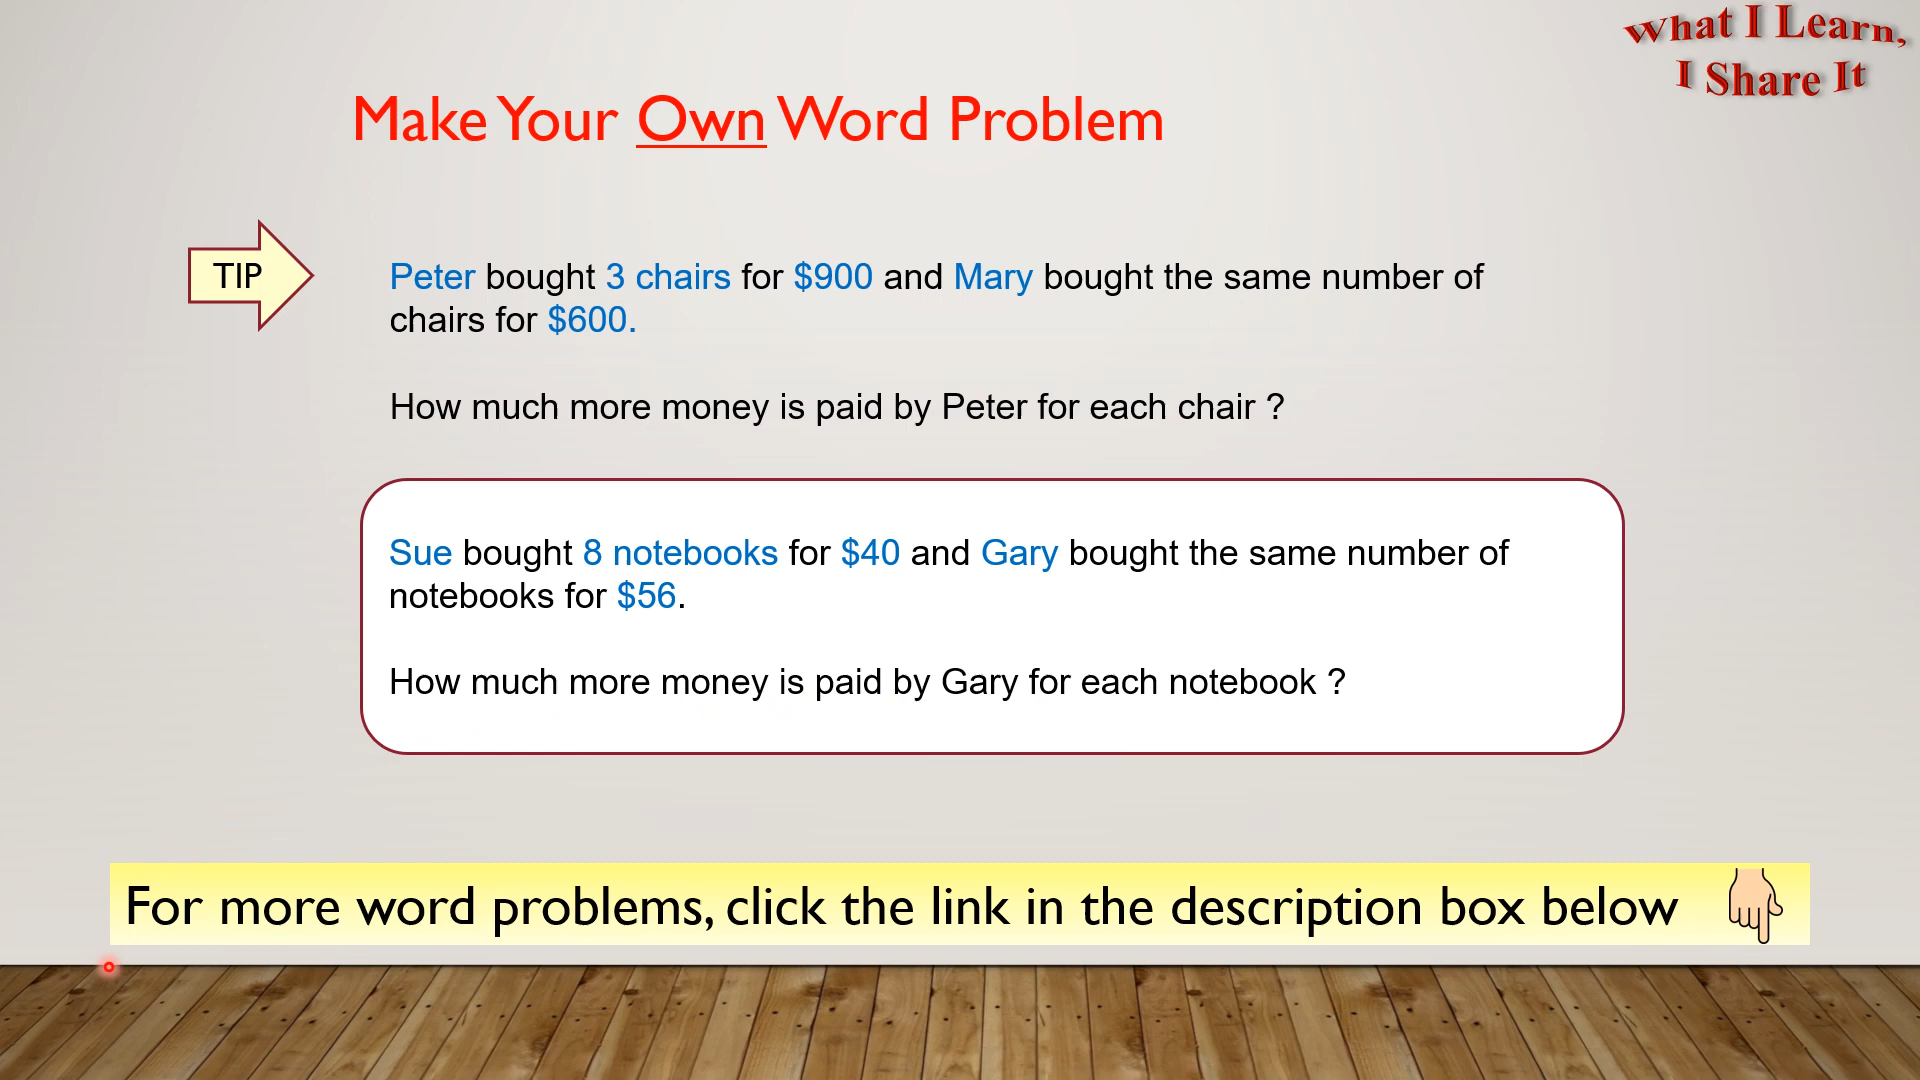 What I Learn,
I Share It
Make Your Own Word Problem
TIP
Peter bought 3 chairs for $900 and Mary bought the same number of
chairs for $600.
How much more money is paid by Peter for each chair ?
Sue bought 8 notebooks for $40 and Gary bought the same number of
notebooks for $56.
How much more money is paid by Gary for each notebook ?
For more word problems, click the link in the description box below